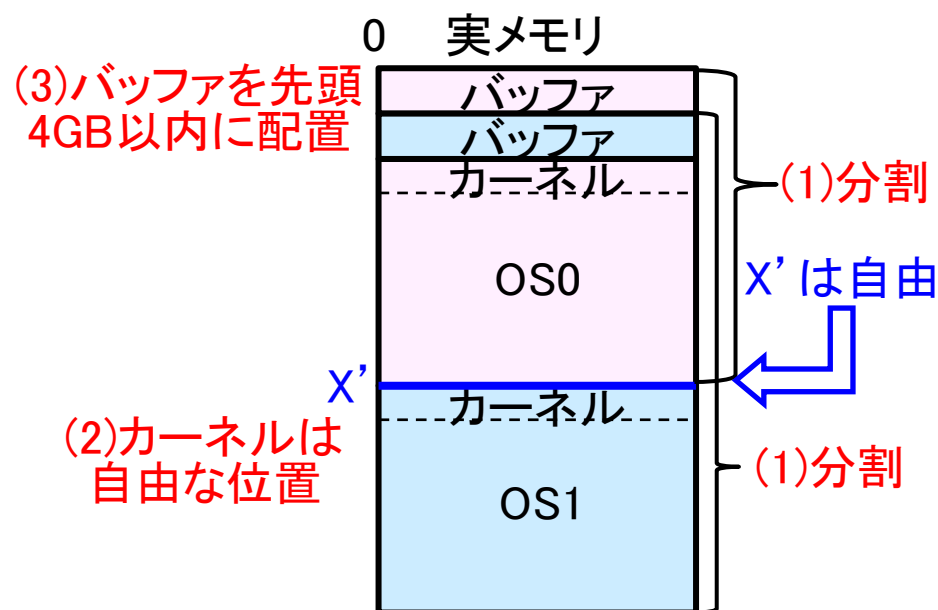 0 実メモリ
(3)バッファを先頭
4GB以内に配置
バッファ
バッファ
カーネル
(1)分割
OS0
X’は自由
X’
カーネル
(2)カーネルは
自由な位置
(1)分割
OS1